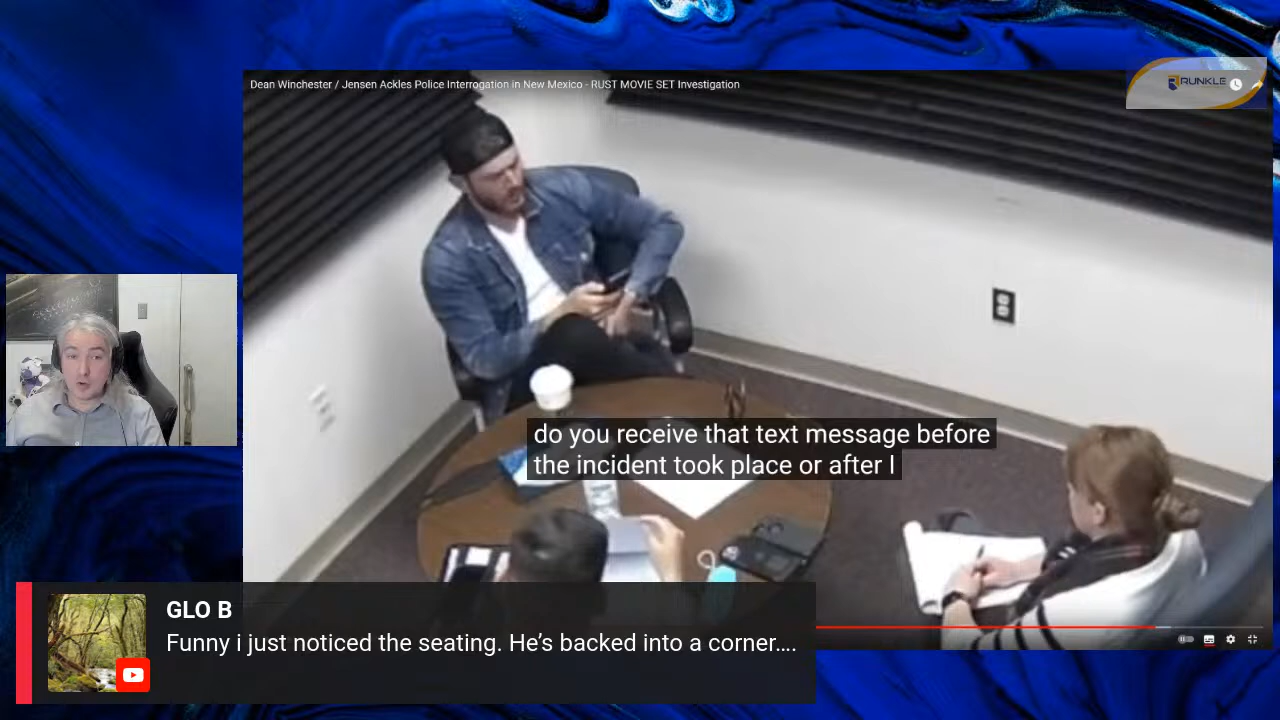 Dean Winchester / Jensen Ackles Police Interrogation in New Mexico - RUST MOVIE SET Investigation
RUNKLE
do you receive that text message before
the incident took place or after I
GLO B
Funny i just noticed the seating. He’s backed into a corner....